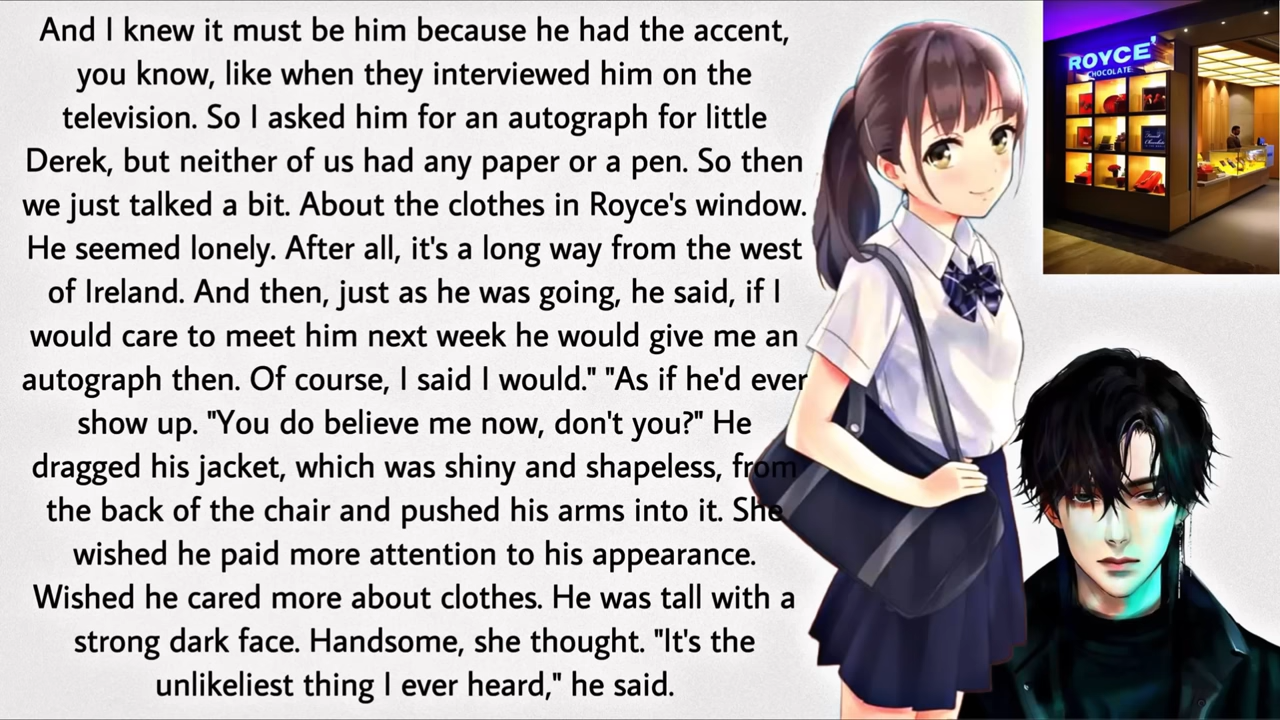 And I knew it must be him because he had the accent,
you know, like when they interviewed him on the
television. So I asked him for an autograph for little
Derek, but neither of us had any paper or a pen. So then
we just talked a bit. About the clothes in Royce's window.
He seemed lonely. After all, it's a long way from the west
of Ireland. And then, just as he was going, he said, if I
would care to meet him next week he would give me an
autograph then. Of course, I said I would." "As if he'd ever
show up. "You do believe me now, don't you?" He
dragged his jacket, which was shiny and shapeless, from
the back of the chair and pushed his arms into it. She
wished he paid more attention to his appearance.
Wished he cared more about clothes. He was tall with a
strong dark face. Handsome, she thought. "It's the
unlikeliest thing I ever heard," he said.
ROYCE'
CHOCOLATE